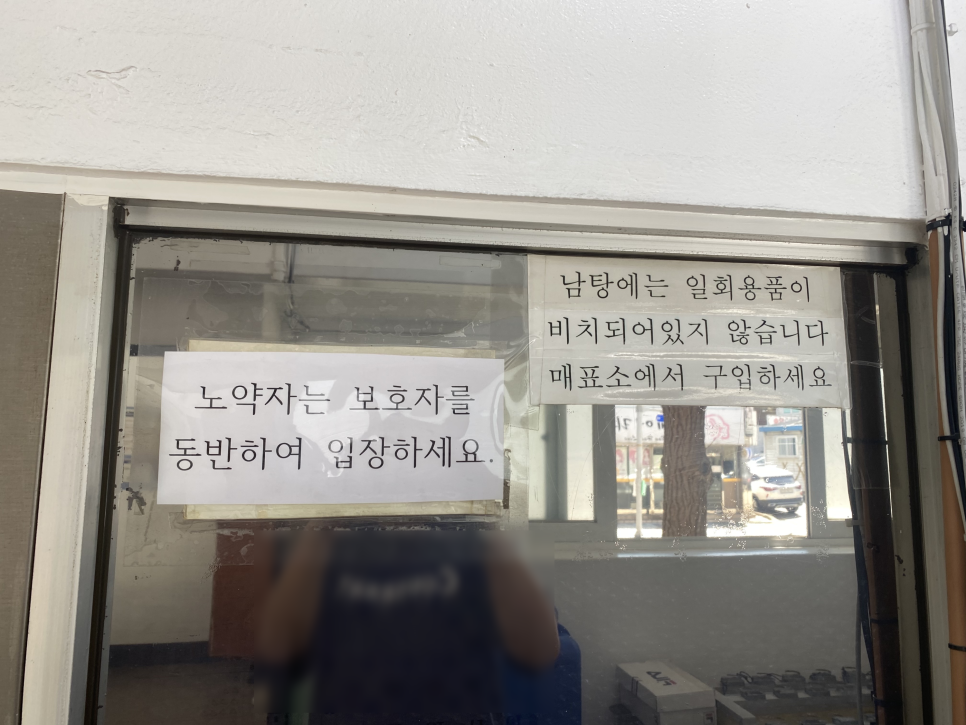 노약자는 보호자를
동반하여 입장하세요.
남탕에는 일회용품이
비치되어있지 않습니다
매표소에서 구입하세요